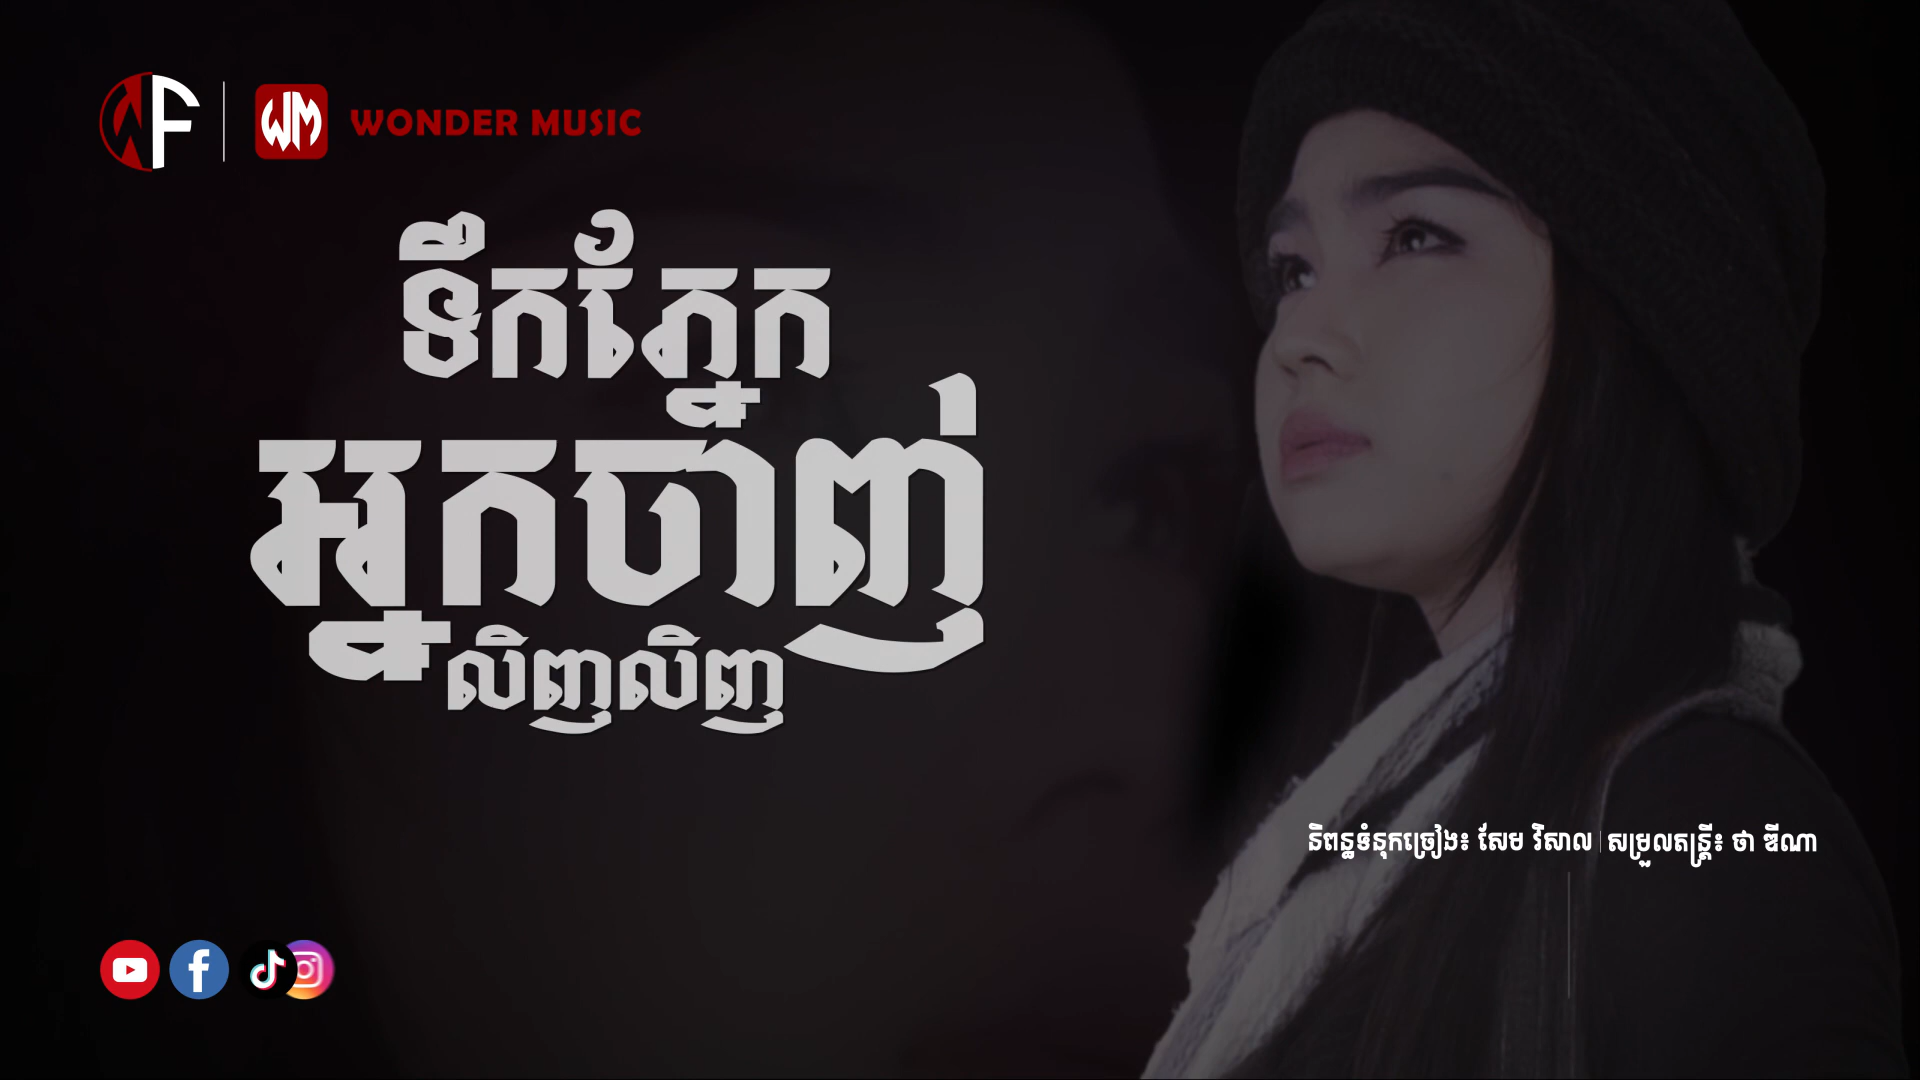 WF
WM
WONDER MUSIC
ទឹកភ្នែក
អ្នកចាញ់
លិញលិញ
និពន្ធទំនុកច្រៀង៖ សែម វិសាល | សម្រួលតន្ត្រី៖ ថា ឌីណា